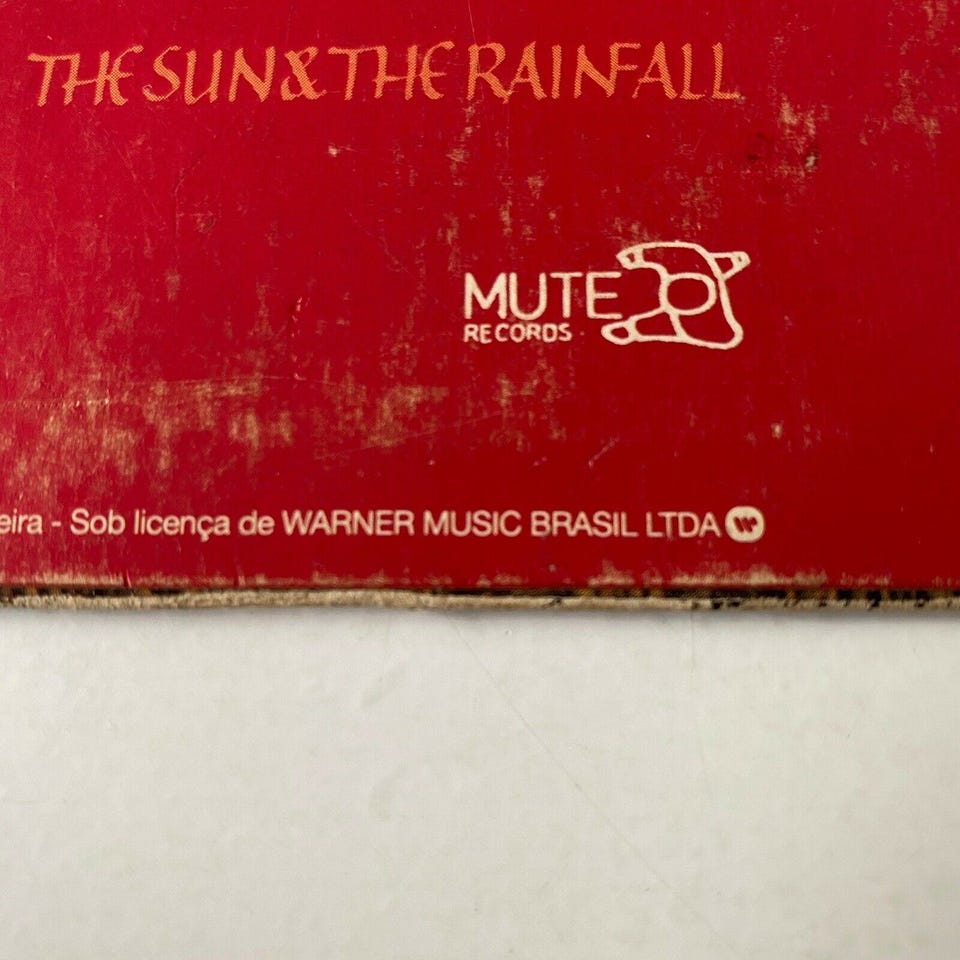 THE SUN & THE RAINFALL
MUTE
RECORDS
eira - Sob licença de WARNER MUSIC BRASIL LTDA